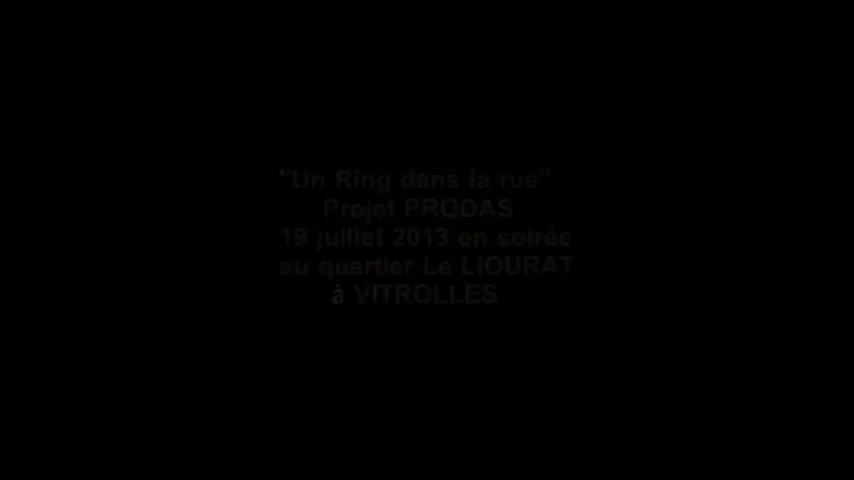 "Un Ring dans la rue"
Projet PRODAS
19 juillet 2013 en soirée
au quartier Le LIOURAT
à VITROLLES